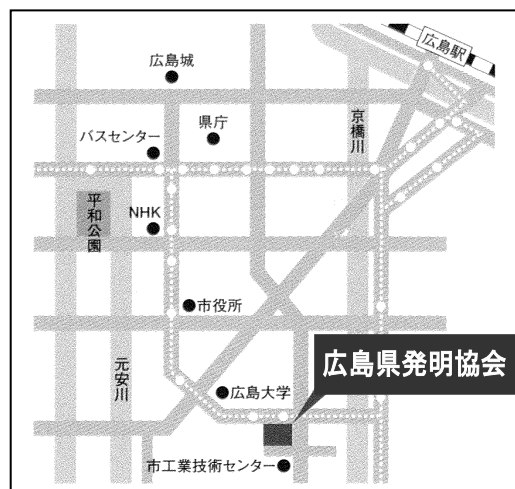 広島駅
広島城
京橋川
県庁
バスセンター
平和公園
NHK
市役所
広島県発明協会
元安川
広島大学
市工業技術センター